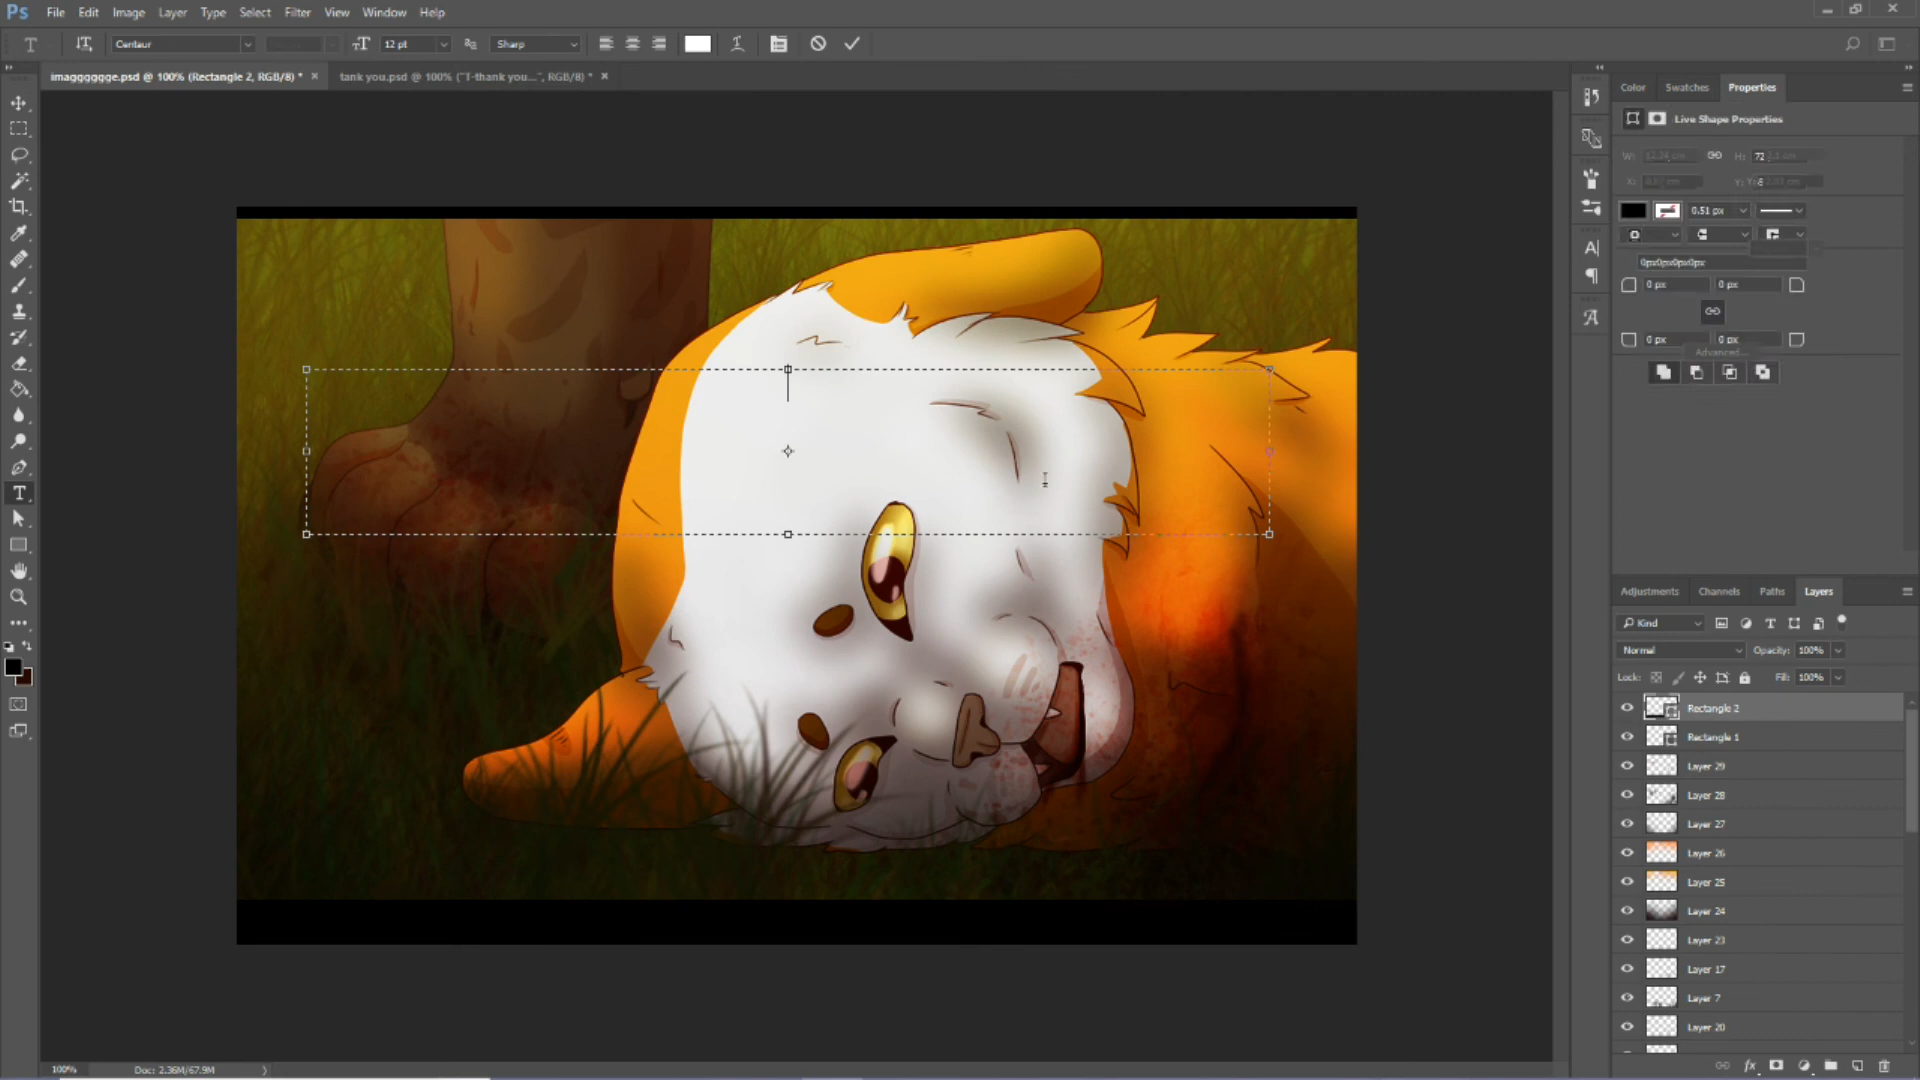 Ps File Edit Image Layer Type Select Filter View Window Help
Centaur 12 pt Sharp
imagggggge.psd @ 100% (Rectangle 2, RGB/8) * × tank you.psd @ 100% ("T-thank you...", RGB/8) * ×
Color Swatches Properties
Live Shape Properties
W: H: 72
X: Y:
0.51 px
0px0px0px0px
0 px 0 px
0 px 0 px
Advanced...
Adjustments Channels Paths Layers
Kind
Normal Opacity: 100%
Lock: Fill: 100%
Rectangle 2
Rectangle 1
Layer 29
Layer 28
Layer 27
Layer 26
Layer 25
Layer 24
Layer 23
Layer 17
Layer 7
Layer 20
100% Doc: 2.36M/67.9M